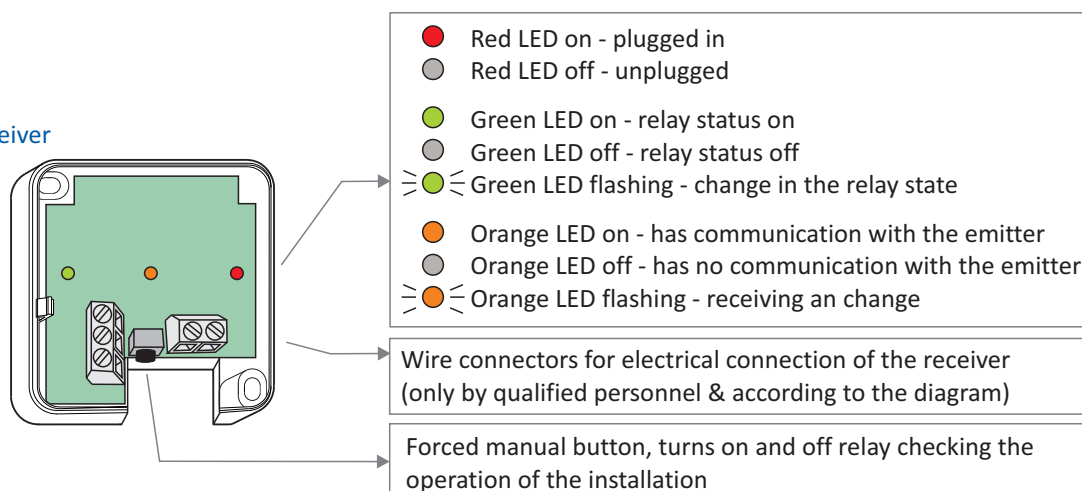 Red LED on - plugged in
Red LED off - unplugged
Green LED on - relay status on
Green LED off - relay status off
Green LED flashing - change in the relay state
Orange LED on - has communication with the emitter
Orange LED off - has no communication with the emitter
Orange LED flashing - receiving an change
eiver
Wire connectors for electrical connection of the receiver
(only by qualified personnel & according to the diagram)
Forced manual button, turns on and off relay checking the
operation of the installation